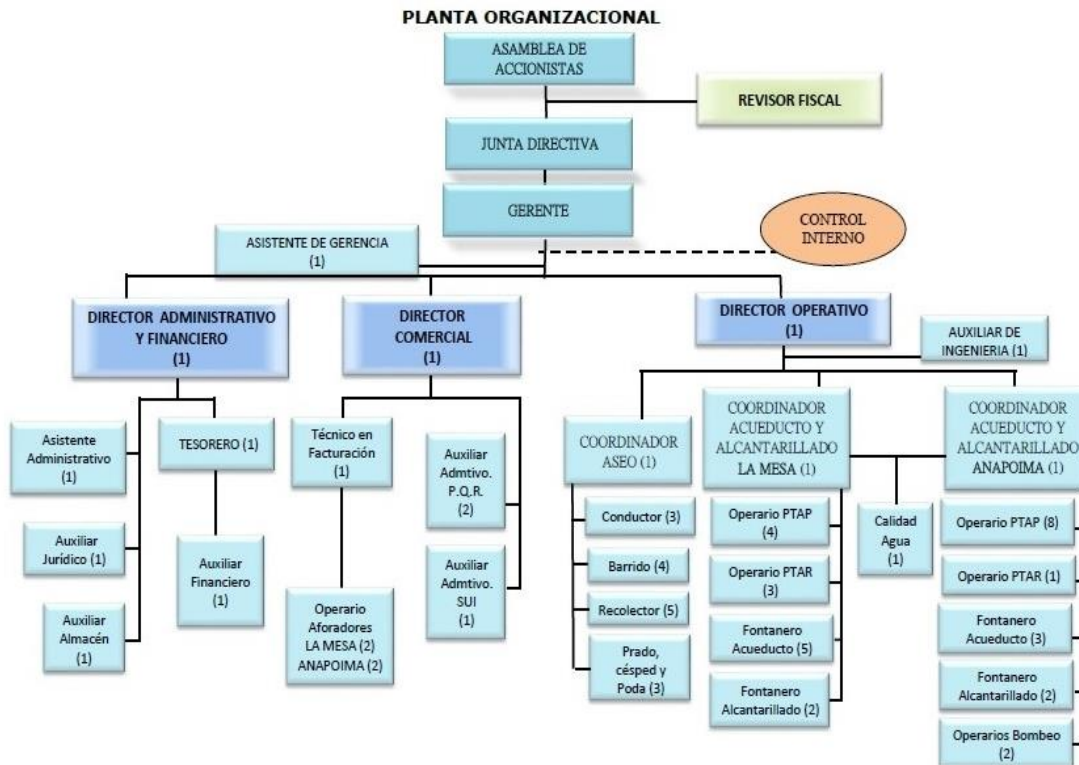 PLANTA ORGANIZACIONAL
ASAMBLEA DE
ACCIONISTAS
REVISOR FISCAL
JUNTA DIRECTIVA
GERENTE
CONTROL
INTERNO
ASISTENTE DE GERENCIA
(1)
DIRECTOR ADMINISTRATIVO
Y FINANCIERO
(1)
DIRECTOR
COMERCIAL
(1)
DIRECTOR OPERATIVO
(1)
AUXILIAR DE
INGENIERIA (1)
Asistente
Administrativo
(1)
Auxiliar
Jurídico (1)
Auxiliar
Almacén
(1)
TESORERO (1)
Auxiliar
Financiero
(1)
Técnico en
Facturación
(1)
Operario
Aforadores
LA MESA (2)
ANAPOIMA (2)
Auxiliar
Admtivo.
P.Q.R.
(2)
Auxiliar
Admtivo.
SUI
(1)
COORDINADOR
ASEO (1)
Conductor (3)
Barrido (4)
Recolector (5)
Prado,
césped y
Poda (3)
COORDINADOR
ACUEDUCTO Y
ALCANTARILLADO
LA MESA (1)
Operario PTAP
(4)
Operario PTAR
(3)
Fontanero
Acueducto (5)
Fontanero
Alcantarillado (2)
Calidad
Agua
(1)
COORDINADOR
ACUEDUCTO Y
ALCANTARILLADO
ANAPOIMA (1)
Operario PTAP (8)
Operario PTAR (1)
Fontanero
Acueducto (3)
Fontanero
Alcantarillado (2)
Operarios Bombeo
(2)